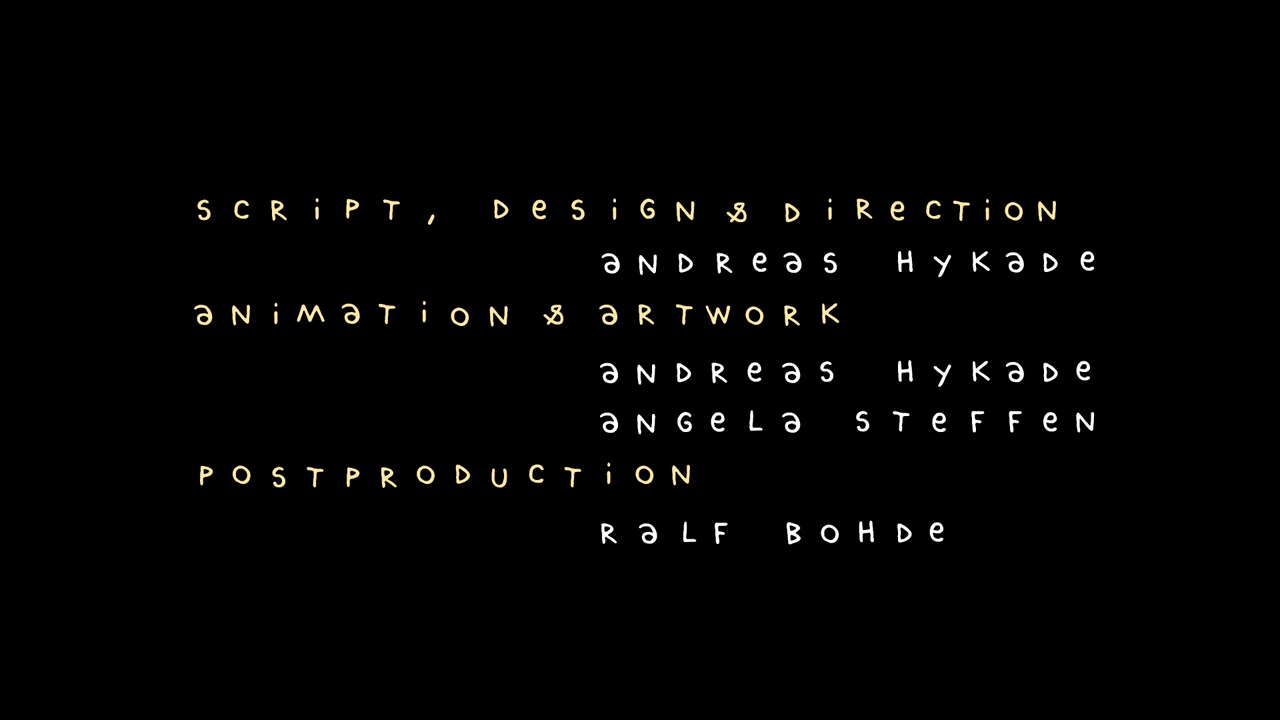 SCRiPT, DeSiGN & DiReCTiON
aNDReaS HyKaDe
aNiMaTiON & aRTWORK
aNDReaS HyKaDe
aNGeLa STeFFeN
POSTPRODUCTiON
RaLF BOHDe